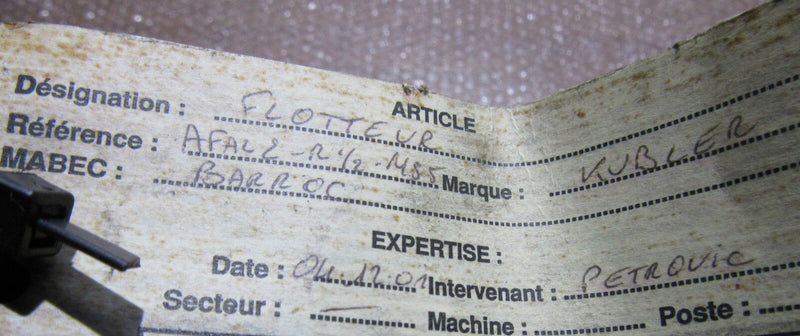 ARTICLE
Désignation : FLOTTEUR
Référence : AFAL2-R1/2-MSS Marque : KUBLER
MABEC : BARROC
EXPERTISE :
Date : 04.12.01 Intervenant : PETROVIC
Secteur : — Machine : Poste :